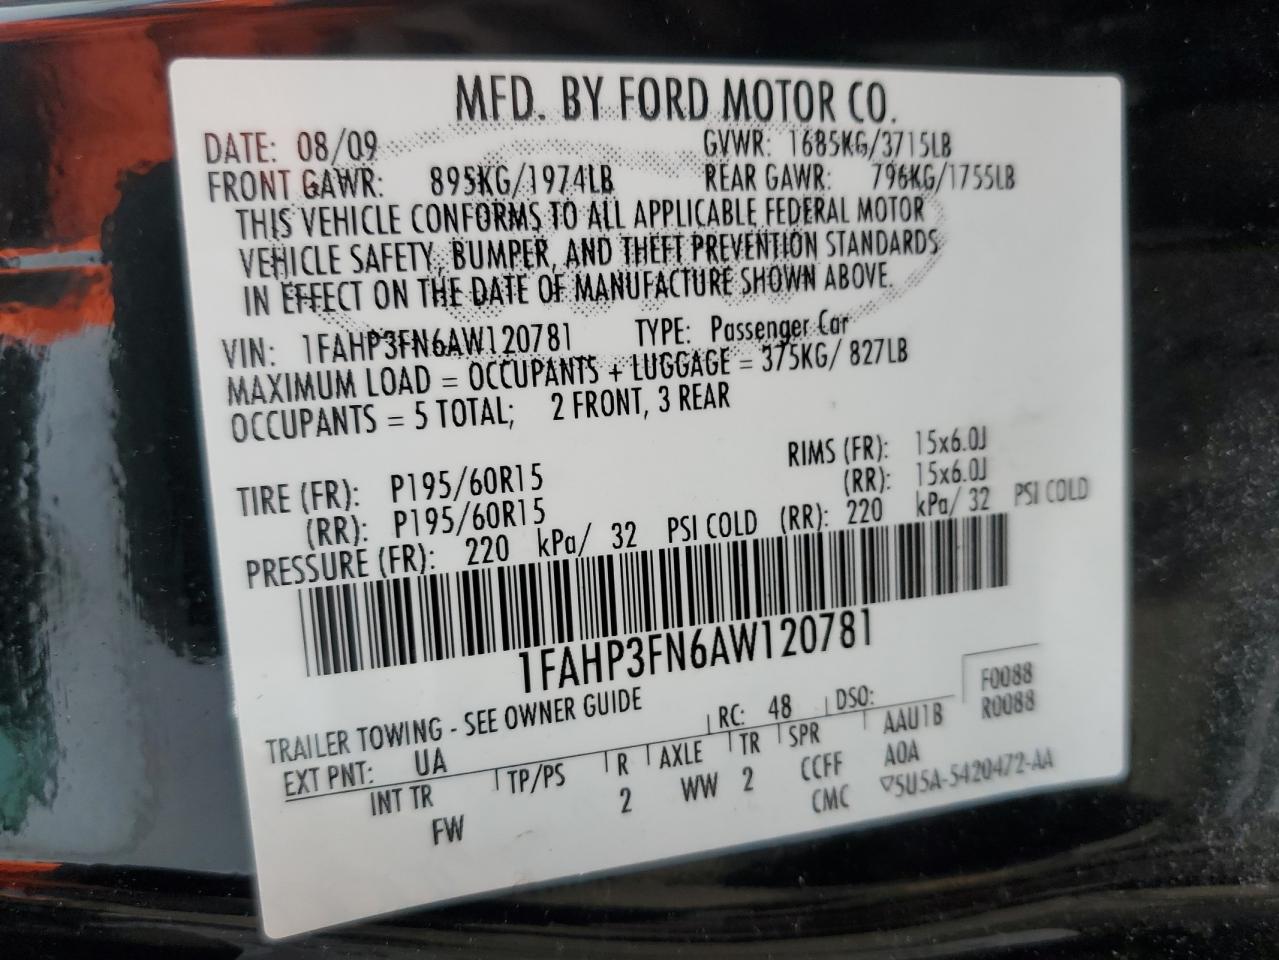 MFD. BY FORD MOTOR CO.
DATE: 08/09 GVWR: 1685KG/3715LB
FRONT GAWR: 895KG/1974LB REAR GAWR: 796KG/1755LB
THIS VEHICLE CONFORMS TO ALL APPLICABLE FEDERAL MOTOR
VEHICLE SAFETY, BUMPER, AND THEFT PREVENTION STANDARDS
IN EFFECT ON THE DATE OF MANUFACTURE SHOWN ABOVE.
VIN: 1FAHP3FN6AW120781 TYPE: Passenger Car
MAXIMUM LOAD = OCCUPANTS + LUGGAGE = 375KG/ 827LB
OCCUPANTS = 5 TOTAL; 2 FRONT, 3 REAR
TIRE (FR): P195/60R15 RIMS (FR): 15x6.0J
(RR): P195/60R15 (RR): 15x6.0J
PRESSURE (FR): 220 kPa/ 32 PSI COLD (RR): 220 kPa/ 32 PSI COLD
1FAHP3FN6AW120781
TRAILER TOWING - SEE OWNER GUIDE
EXT PNT: UA RC: 48 DSO: F0088
INT TR TP/PS R AXLE TR SPR AAU1B R0088
FW 2 WW 2 CCFF A0A
CMC ▽5U5A-5420472-AA